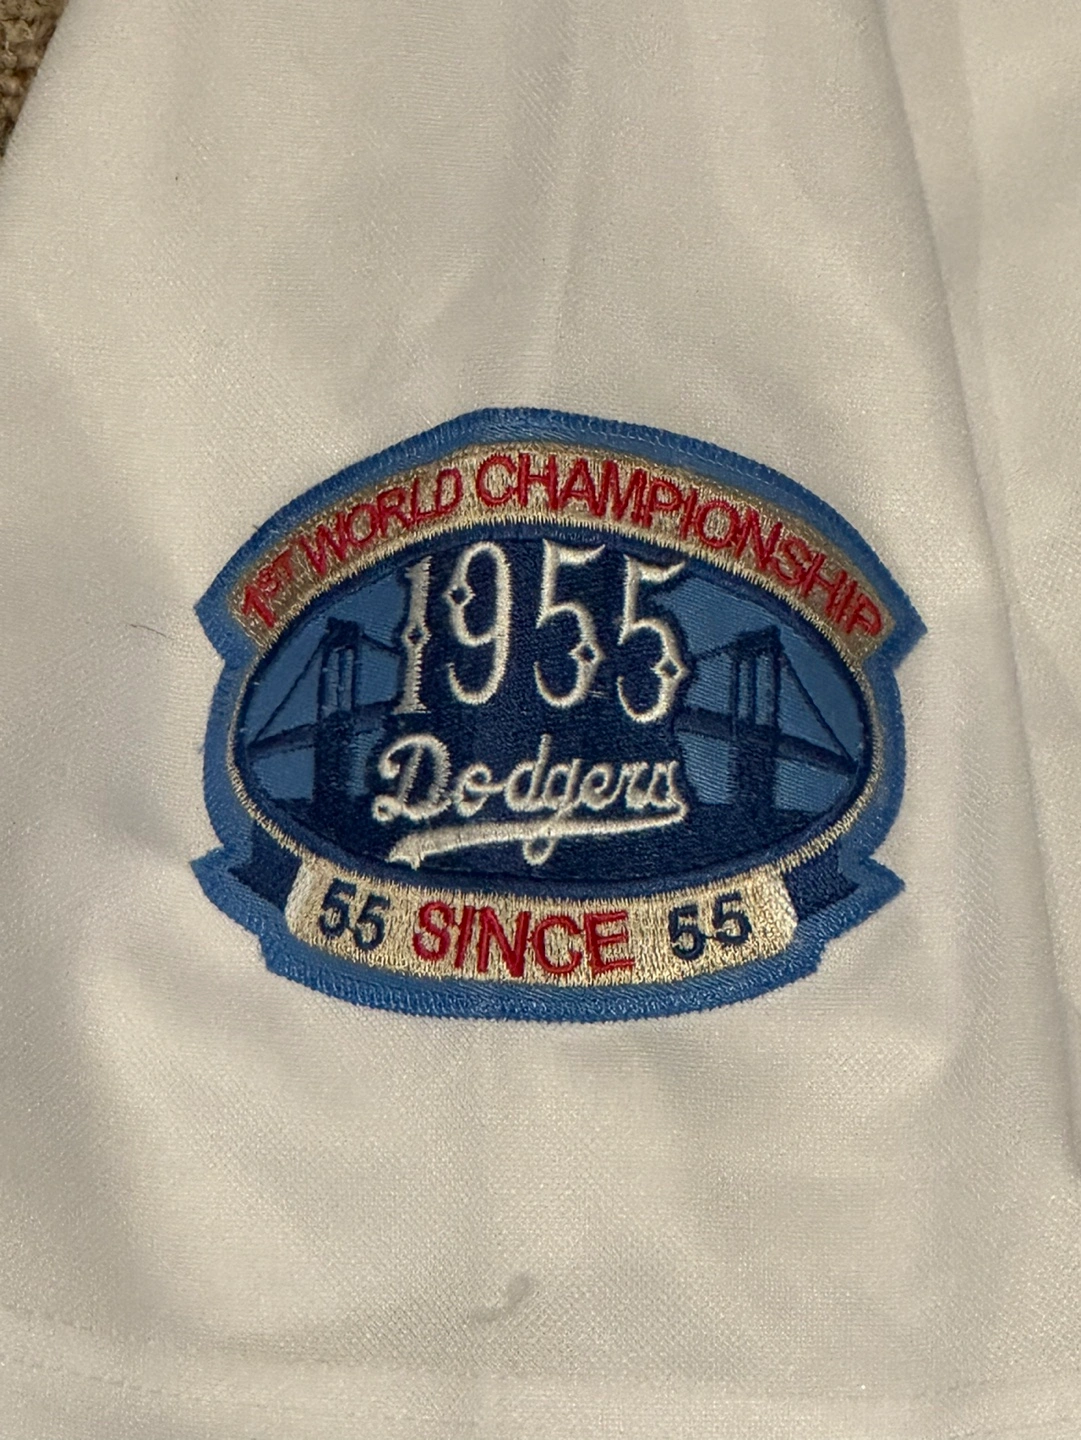 1ST WORLD CHAMPIONSHIP
1955
Dodgers
55 SINCE 55